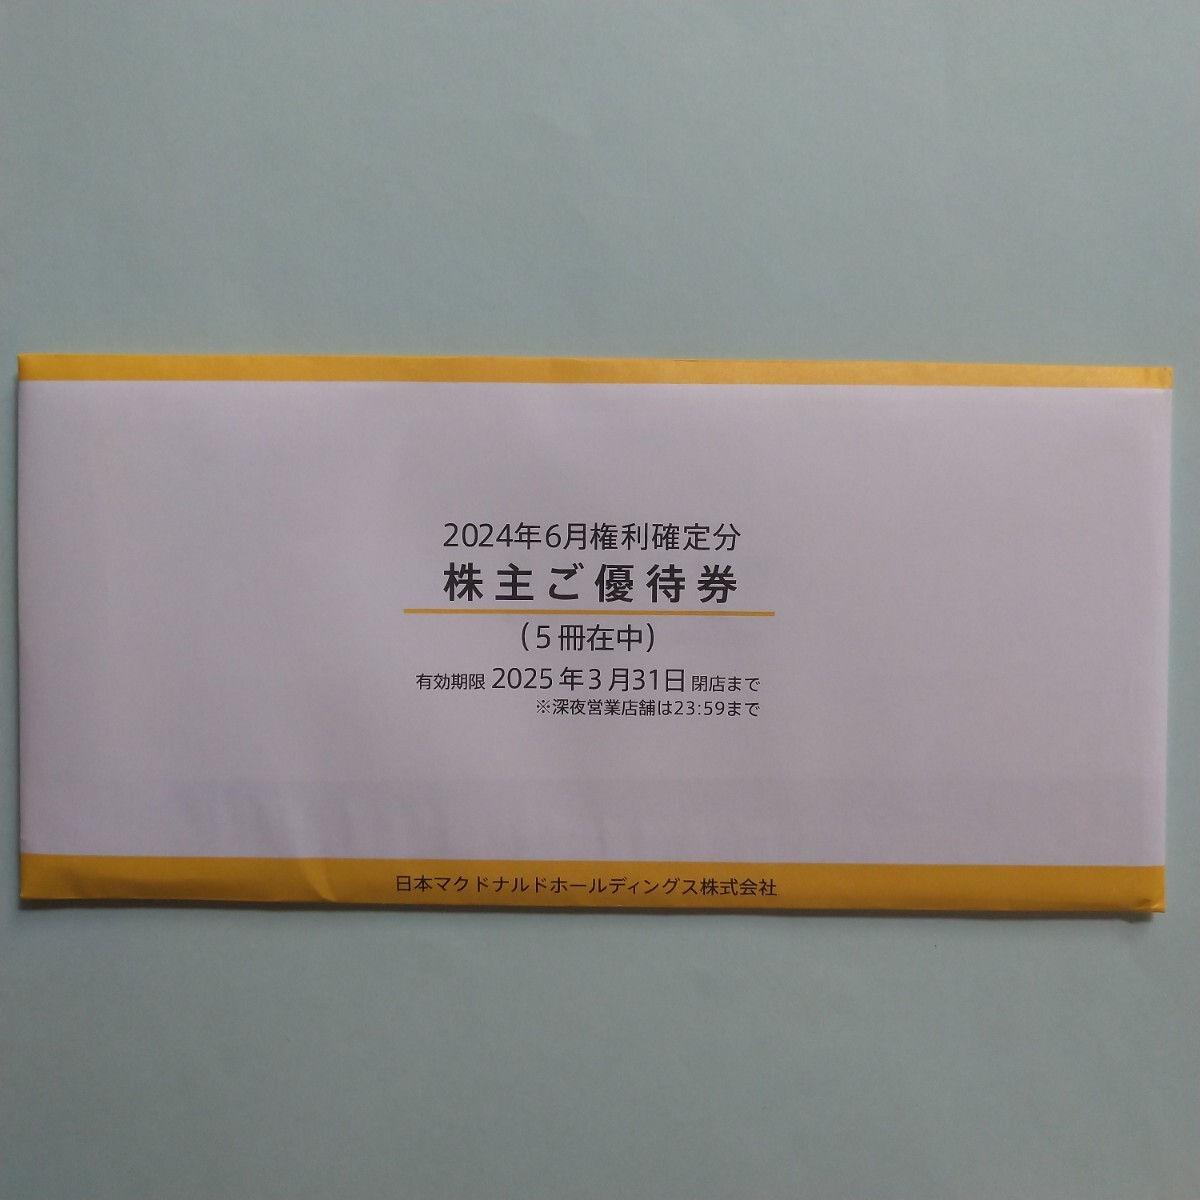 2024年6月権利確定分
株主ご優待券
(5冊在中)
有効期限 2025年3月31日 閉店まで
※深夜営業店舗は23:59まで
日本マクドナルドホールディングス株式会社